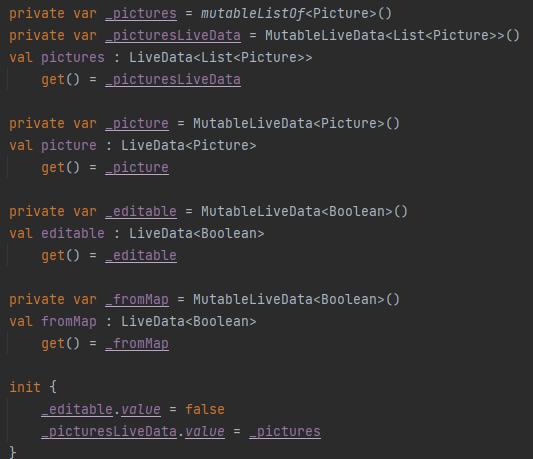 private var _pictures = mutableListOf<Picture>()
private var _picturesLiveData = MutableLiveData<List<Picture>>()
val pictures : LiveData<List<Picture>>
    get() = _picturesLiveData

private var _picture = MutableLiveData<Picture>()
val picture : LiveData<Picture>
    get() = _picture

private var _editable = MutableLiveData<Boolean>()
val editable : LiveData<Boolean>
    get() = _editable

private var _fromMap = MutableLiveData<Boolean>()
val fromMap : LiveData<Boolean>
    get() = _fromMap

init {
    _editable.value = false
    _picturesLiveData.value = _pictures
}